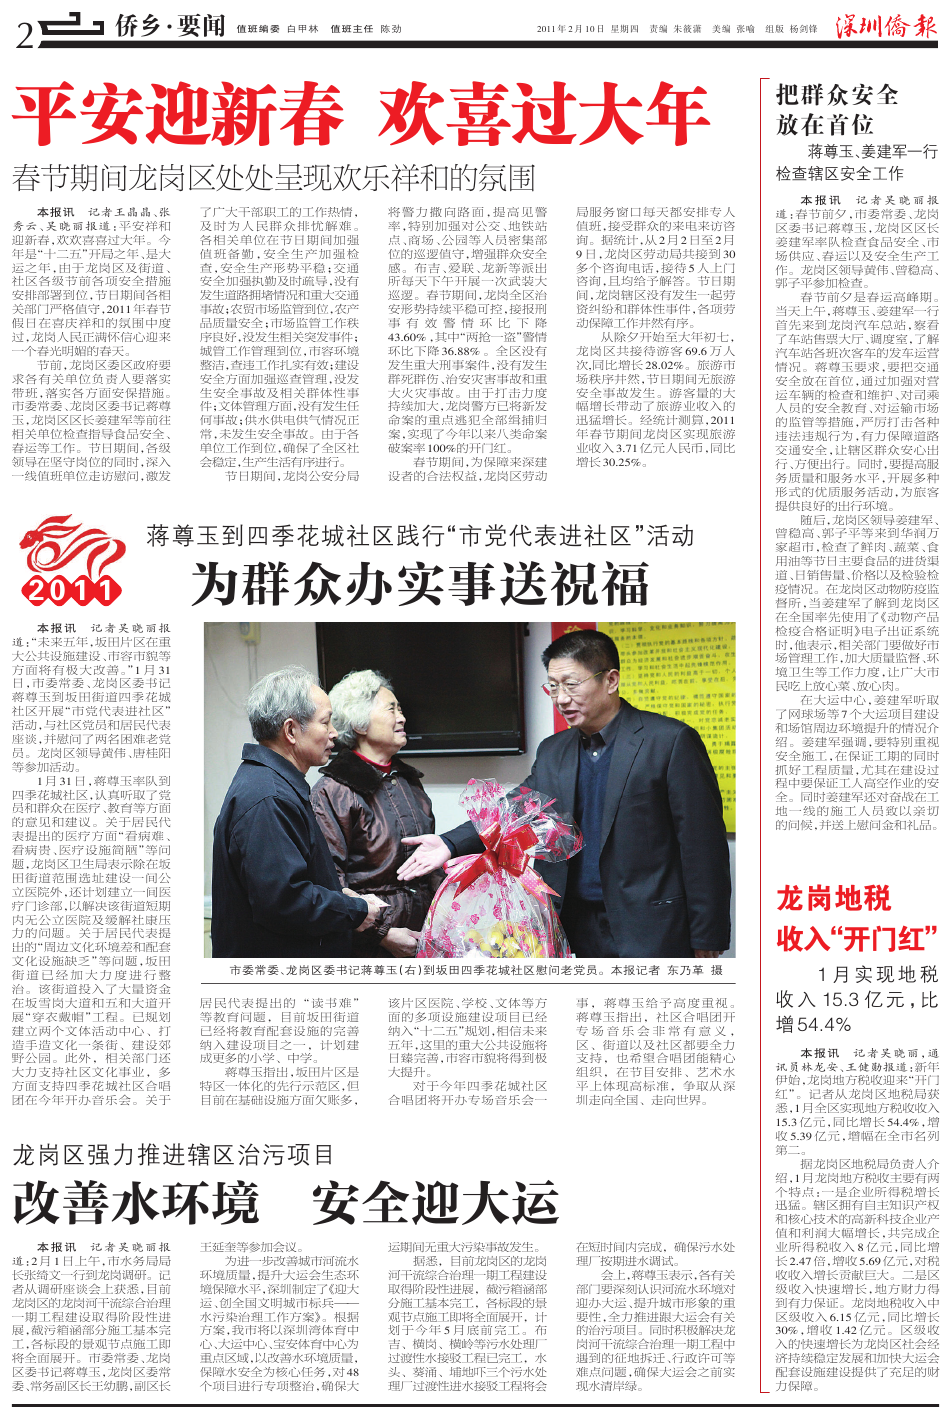 2 侨乡·要闻 值班编委 白甲林 值班主任 陈劲
2011年2月10日 星期四 责编 朱薇潇 美编 张喻 组版 杨剑锋 深圳侨报
平安迎新春 欢喜过大年
春节期间龙岗区处处呈现欢乐祥和的氛围
本报讯 记者王晶晶、张
秀云、吴晓丽报道：平安祥和
迎新春，欢欢喜喜过大年。今
年是“十二五”开局之年、是大
运之年，由于龙岗区及街道、
社区各级节前各项安全措施
安排部署到位，节日期间各相
关部门严格值守，2011年春节
假日在喜庆祥和的氛围中度
过，龙岗人民正满怀信心迎来
一个春光明媚的春天。
节前，龙岗区委区政府要
求各有关单位负责人要落实
带班，落实各方面安保措施。
市委常委、龙岗区委书记蒋尊
玉，龙岗区区长姜建军等前往
相关单位检查指导食品安全、
春运等工作。节日期间，各级
领导在坚守岗位的同时，深入
一线值班单位走访慰问，激发
了广大干部职工的工作热情，
及时为人民群众排忧解难。
各相关单位在节日期间加强
值班备勤，安全生产加强检
查，安全生产形势平稳；交通
安全加强执勤及时疏导，没有
发生道路拥堵情况和重大交通
事故；农贸市场监管到位，农产
品质量安全；市场监管工作秩
序良好，没发生相关突发事件；
城管工作管理到位，市容环境
整洁，查违工作扎实有效；建设
安全方面加强巡查管理，没发
生安全事故及相关群体性事
件；文体管理方面，没有发生任
何事故；供水供电供气情况正
常，未发生安全事故。由于各
单位工作到位，确保了全区社
会稳定，生产生活有序进行。
节日期间，龙岗公安分局
将警力撒向路面，提高见警
率，特别加强对公交、地铁站
点、商场、公园等人员密集部
位的巡逻值守，增强群众安全
感。布吉、爱联、龙新等派出
所每天下午开展一次武装大
巡逻。春节期间，龙岗全区治
安形势持续平稳可控，接报刑
事有效警情环比下降
43.60%，其中“两抢一盗”警情
环比下降36.88%。全区没有
发生重大刑事案件，没有发生
群死群伤、治安灾害事故和重
大火灾事故。由于打击力度
持续加大，龙岗警方已将新发
命案的重点逃犯全部缉捕归
案，实现了今年以来八类命案
破案率100%的开门红。
春节期间，为保障来深建
设者的合法权益，龙岗区劳动
局服务窗口每天都安排专人
值班，接受群众的来电来访咨
询。据统计，从2月2日至2月
9日，龙岗区劳动局共接到30
多个咨询电话，接待5人上门
咨询，且均给予解答。节日期
间，龙岗辖区没有发生一起劳
资纠纷和群体性事件，各项劳
动保障工作井然有序。
从除夕开始至大年初七，
龙岗区共接待游客69.6万人
次，同比增长28.02%。旅游市
场秩序井然，节日期间无旅游
安全事故发生。游客量的大
幅增长带动了旅游业收入的
迅猛增长。经统计测算，2011
年春节期间龙岗区实现旅游
业收入3.71亿元人民币，同比
增长30.25%。
把群众安全
放在首位
蒋尊玉、姜建军一行
检查辖区安全工作
本报讯 记者吴晓丽报
道：春节前夕，市委常委、龙岗
区委书记蒋尊玉，龙岗区区长
姜建军率队检查食品安全、市
场供应、春运以及安全生产工
作。龙岗区领导黄伟、曾稳高、
郭子平参加检查。
春节前夕是春运高峰期。
当天上午，蒋尊玉、姜建军一行
首先来到龙岗汽车总站，察看
了车站售票大厅、调度室，了解
汽车站各班次客车的发车运营
情况。蒋尊玉要求，要把交通
安全放在首位，通过加强对营
运车辆的检查和维护、对司乘
人员的安全教育、对运输市场
的监管等措施，严厉打击各种
违法违规行为，有力保障道路
交通安全，让辖区群众安心出
行、方便出行。同时，要提高服
务质量和服务水平，开展多种
形式的优质服务活动，为旅客
提供良好的出行环境。
随后，龙岗区领导姜建军、
曾稳高、郭子平等来到华润万
家超市，检查了鲜肉、蔬菜、食
用油等节日主要食品的进货渠
道、日销售量、价格以及检验检
疫情况。在龙岗区动物防疫监
督所，当姜建军了解到龙岗区
在全国率先使用了《动物产品
检疫合格证明》电子出证系统
时，他表示，相关部门要做好市
场管理工作，加大质量监督、环
境卫生等工作力度，让广大市
民吃上放心菜、放心肉。
在大运中心，姜建军听取
了网球场等7个大运项目建设
和场馆周边环境提升的情况介
绍。姜建军强调，要特别重视
安全施工，在保证工期的同时
抓好工程质量，尤其在建设过
程中要保证工人高空作业的安
全。同时姜建军还对奋战在工
地一线的施工人员致以亲切
的问候，并送上慰问金和礼品。
2011
蒋尊玉到四季花城社区践行“市党代表进社区”活动
为群众办实事送祝福
本报讯 记者吴晓丽报
道：“未来五年，坂田片区在重
大公共设施建设、市容市貌等
方面将有极大改善。”1月31
日，市委常委、龙岗区委书记
蒋尊玉到坂田街道四季花城
社区开展“市党代表进社区”
活动，与社区党员和居民代表
座谈，并慰问了两名困难老党
员。龙岗区领导黄伟、唐桂阳
等参加活动。
1月31日，蒋尊玉率队到
四季花城社区，认真听取了党
员和群众在医疗、教育等方面
的意见和建议。关于居民代
表提出的医疗方面“看病难、
看病贵、医疗设施简陋”等问
题，龙岗区卫生局表示除在坂
田街道范围选址建设一间公
立医院外，还计划建立一间医
疗门诊部，以解决该街道短期
内无公立医院及缓解社康压
力的问题。关于居民代表提
出的“周边文化环境差和配套
文化设施缺乏”等问题，坂田
街道已经加大力度进行整
治。该街道投入了大量资金
在坂雪岗大道和五和大道开
展“穿衣戴帽”工程。已规划
建立两个文体活动中心、打
造手造文化一条街、建设郊
野公园。此外，相关部门还
大力支持社区文化事业，多
方面支持四季花城社区合唱
团在今年开办音乐会。关于
市委常委、龙岗区委书记蒋尊玉（右）到坂田四季花城社区慰问老党员。本报记者 东乃革 摄
居民代表提出的“读书难”
等教育问题，目前坂田街道
已经将教育配套设施的完善
纳入建设项目之一，计划建
成更多的小学、中学。
蒋尊玉指出，坂田片区是
特区一体化的先行示范区，但
目前在基础设施方面欠账多，
该片区医院、学校、文体等方
面的多项设施建设项目已经
纳入“十二五”规划，相信未来
五年，这里的重大公共设施将
日臻完善，市容市貌将得到极
大提升。
对于今年四季花城社区
合唱团将开办专场音乐会一
事，蒋尊玉给予高度重视。
蒋尊玉指出，社区合唱团开
专场音乐会非常有意义，
区、街道以及社区都要全力
支持，也希望合唱团能精心
组织，在节目安排、艺术水
平上体现高标准，争取从深
圳走向全国、走向世界。
龙岗地税
收入“开门红”
1月实现地税
收入15.3亿元，比
增54.4%
本报讯 记者吴晓丽，通
讯员林龙安、王健勋报道：新年
伊始，龙岗地方税收迎来“开门
红”。记者从龙岗区地税局获
悉，1月全区实现地方税收收入
15.3亿元，同比增长54.4%，增
收5.39亿元，增幅在全市名列
第二。
据龙岗区地税局负责人介
绍，1月龙岗地方税收主要有两
个特点：一是企业所得税增长
迅猛。辖区拥有自主知识产权
和核心技术的高新科技企业产
值和利润大幅增长，共完成企
业所得税收入8亿元，同比增
长2.47倍，增收5.69亿元，对税
收收入增长贡献巨大。二是区
级收入快速增长，地方财力得
到有力保证。龙岗地税收入中
区级收入6.15亿元，同比增长
30%，增收1.42亿元。区级收
入的快速增长为龙岗区社会经
济持续稳定发展和加快大运会
配套设施建设提供了充足的财
力保障。
龙岗区强力推进辖区治污项目
改善水环境 安全迎大运
本报讯 记者吴晓丽报
道：2月1日上午，市水务局局
长张绮文一行到龙岗调研。记
者从调研座谈会上获悉，目前
龙岗区的龙岗河干流综合治理
一期工程建设取得阶段性进
展，截污箱涵部分施工基本完
工，各标段的景观节点施工即
将全面展开。市委常委、龙岗
区委书记蒋尊玉，龙岗区委常
委、常务副区长王幼鹏，副区长
王延奎等参加会议。
为进一步改善城市河流水
环境质量，提升大运会生态环
境保障水平，深圳制定了《迎大
运、创全国文明城市标兵——
水污染治理工作方案》。根据
方案，我市将以深圳湾体育中
心、大运中心、宝安体育中心为
重点区域，以改善水环境质量，
保障水安全为核心任务，对48
个项目进行专项整治，确保大
运期间无重大污染事故发生。
据悉，目前龙岗区的龙岗
河干流综合治理一期工程建设
取得阶段性进展，截污箱涵部
分施工基本完工，各标段的景
观节点施工即将全面展开，计
划于今年5月底前完工。布
吉、横岗、横岭等污水处理厂
过渡性水接驳工程已完工，水
头、葵涌、埔地吓三个污水处
理厂过渡性进水接驳工程将会
在短时间内完成，确保污水处
理厂按期进水调试。
会上，蒋尊玉表示，各有关
部门要深刻认识河流水环境对
迎办大运、提升城市形象的重
要性，全力推进跟大运会有关
的治污项目。同时积极解决龙
岗河干流综合治理一期工程中
遇到的征地拆迁、行政许可等
难点问题，确保大运会之前实
现水清岸绿。